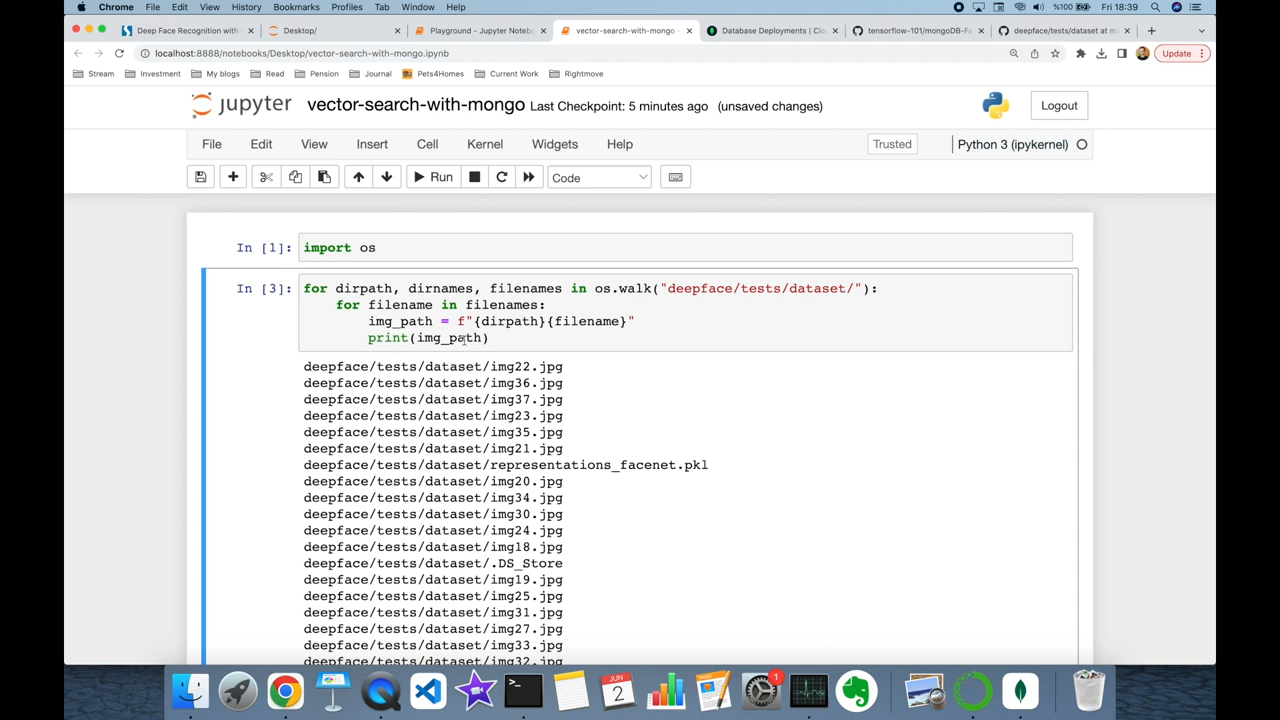 Chrome File Edit View History Bookmarks Profiles Tab Window Help %100 Fri 18:39
Deep Face Recognition with Desktop/ Playground - Jupyter Notebo vector-search-with-mongo Database Deployments | Clo tensorflow-101/mongoDB-Fa deepface/tests/dataset at m
localhost:8888/notebooks/Desktop/vector-search-with-mongo.ipynb Update
Stream Investment My blogs Read Pension Journal Pets4Homes Current Work Rightmove
jupyter vector-search-with-mongo Last Checkpoint: 5 minutes ago (unsaved changes) Logout
File Edit View Insert Cell Kernel Widgets Help Trusted Python 3 (ipykernel)
Run Code
In [1]: import os
In [3]: for dirpath, dirnames, filenames in os.walk("deepface/tests/dataset/"):
for filename in filenames:
img_path = f"{dirpath}{filename}"
print(img_path)
deepface/tests/dataset/img22.jpg
deepface/tests/dataset/img36.jpg
deepface/tests/dataset/img37.jpg
deepface/tests/dataset/img23.jpg
deepface/tests/dataset/img35.jpg
deepface/tests/dataset/img21.jpg
deepface/tests/dataset/representations_facenet.pkl
deepface/tests/dataset/img20.jpg
deepface/tests/dataset/img34.jpg
deepface/tests/dataset/img30.jpg
deepface/tests/dataset/img24.jpg
deepface/tests/dataset/img18.jpg
deepface/tests/dataset/.DS_Store
deepface/tests/dataset/img19.jpg
deepface/tests/dataset/img25.jpg
deepface/tests/dataset/img31.jpg
deepface/tests/dataset/img27.jpg
deepface/tests/dataset/img33.jpg
deepface/tests/dataset/img32.jpg
JUN
2
1